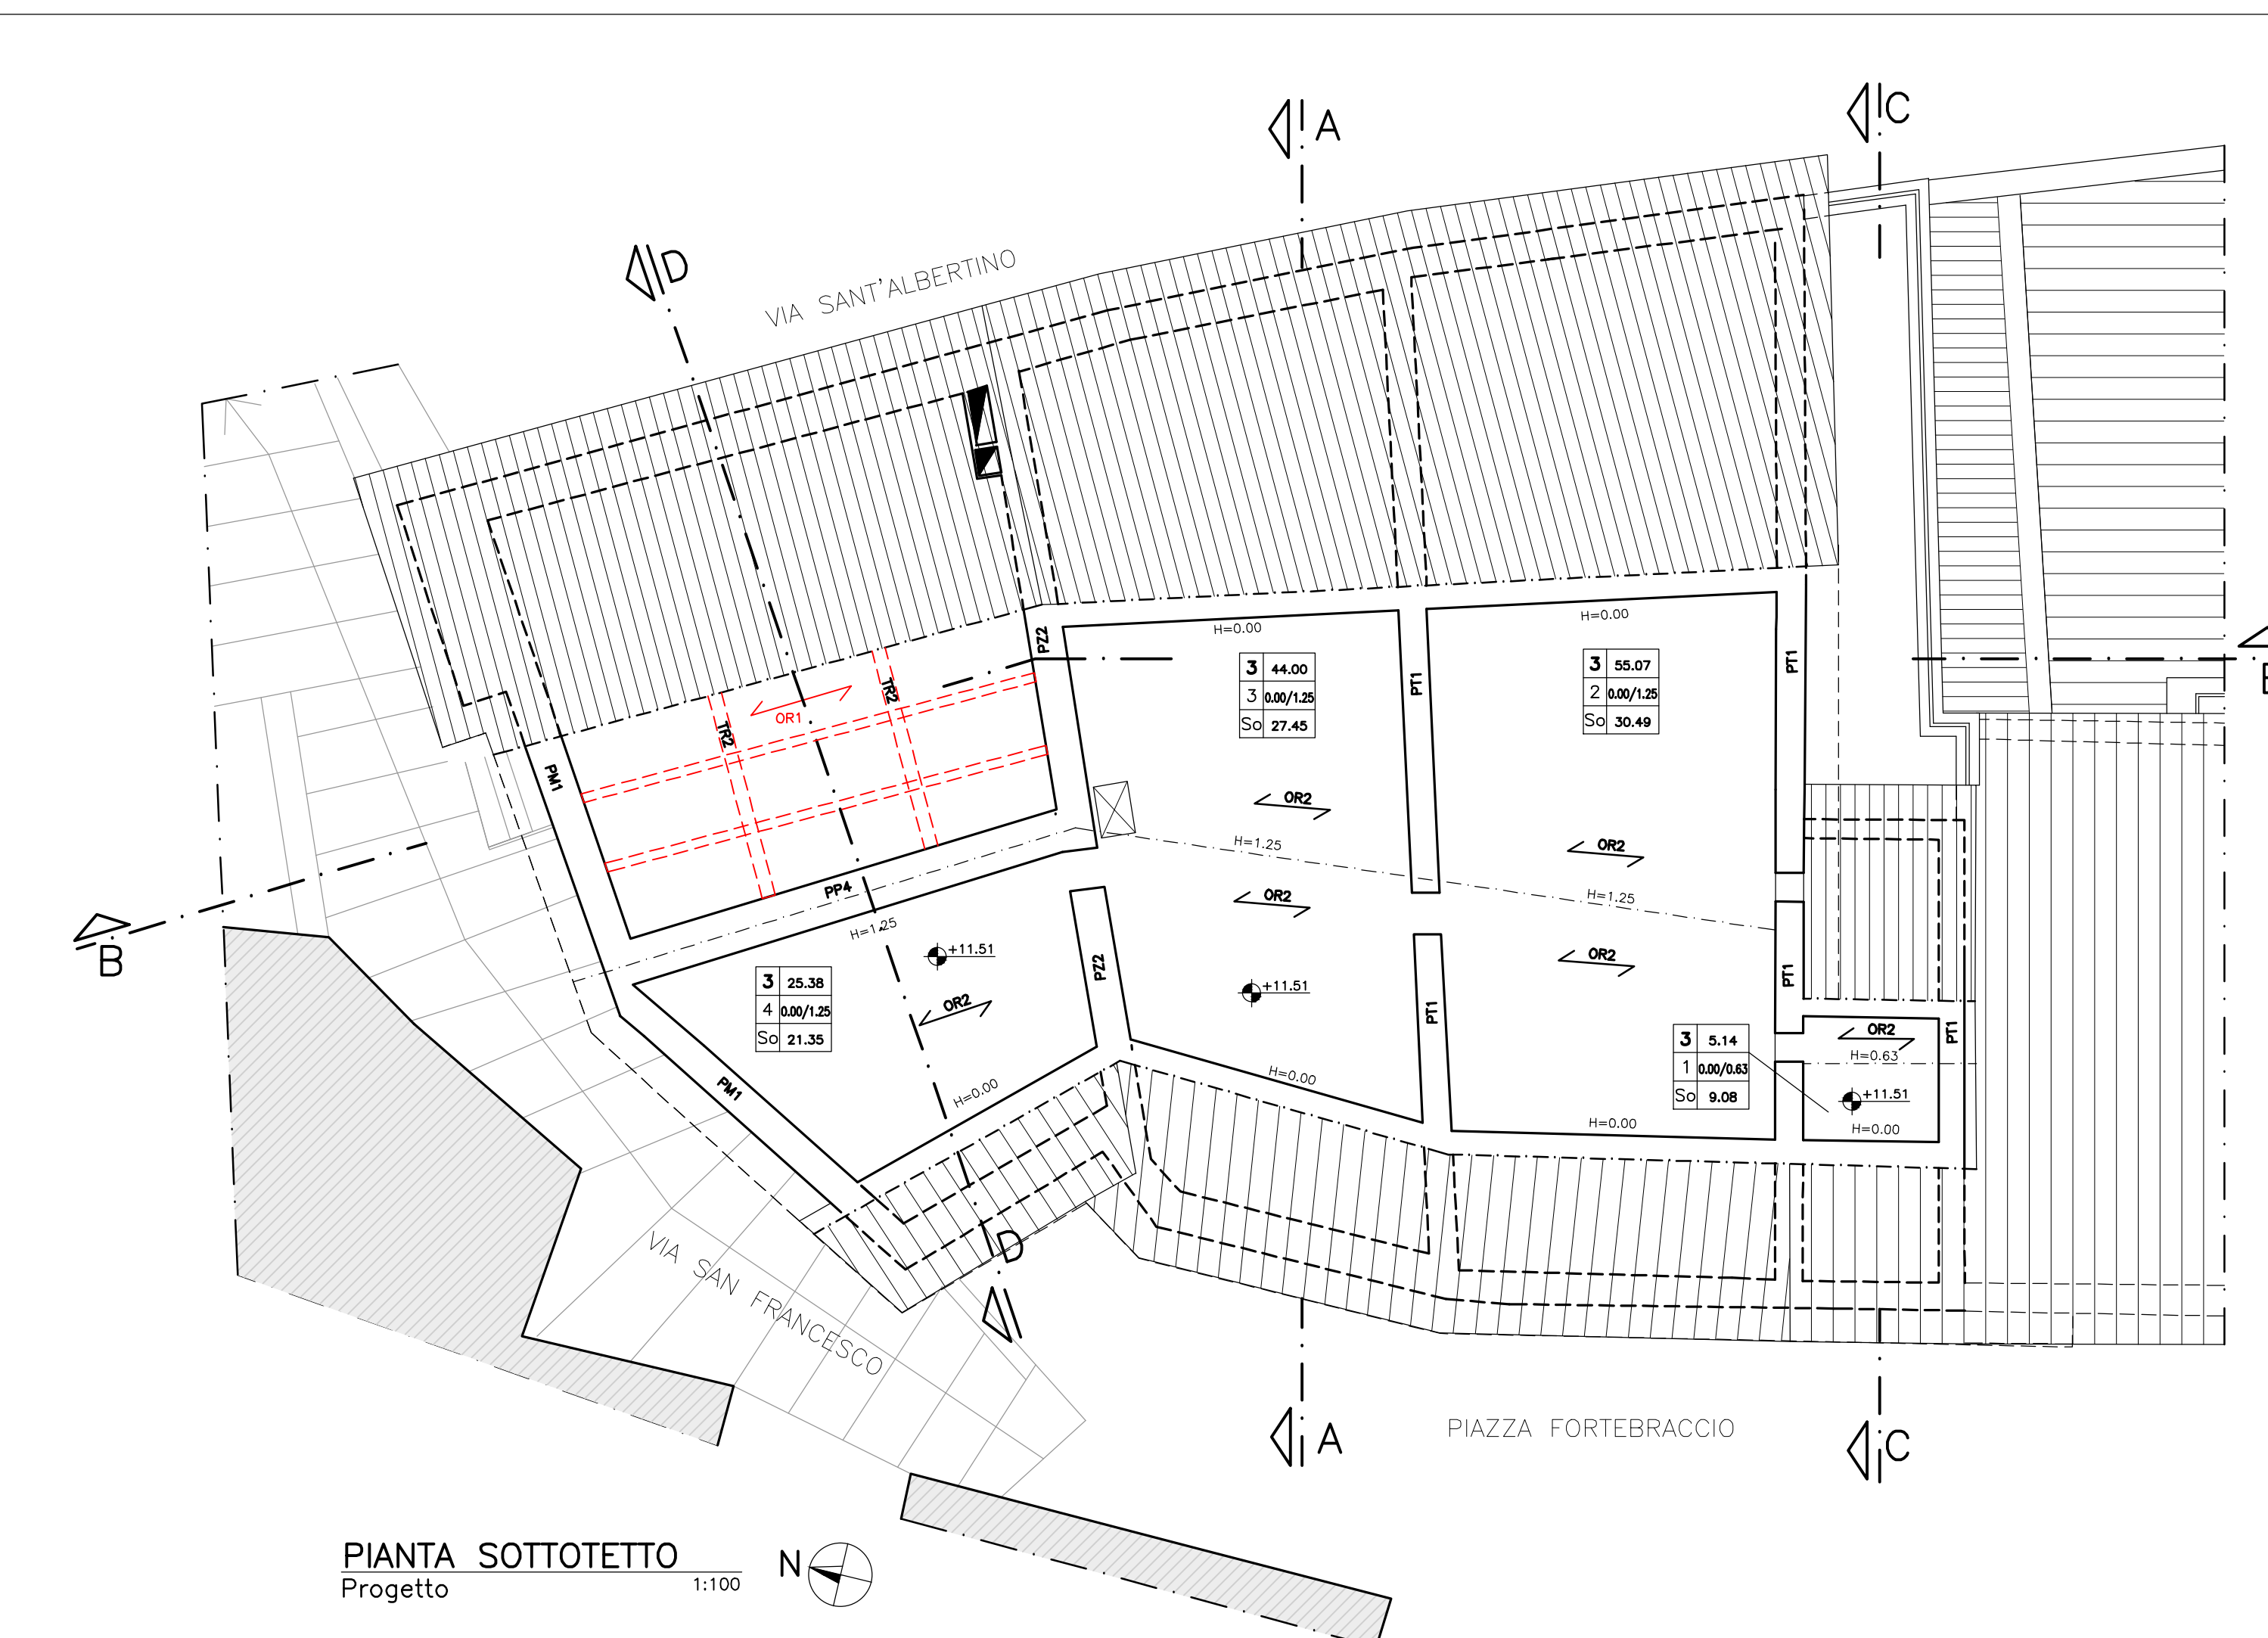 C
A
D
VIA SANT'ALBERTINO
PZ2
H=0.00
H=0.00
3 44.00
3 0.00/1.25
So 27.45
3 55.07
2 0.00/1.25
So 30.49
PT1
PT1
TR2
OR1
TR2
PM1
OR2
H=1.25
OR2
H=1.25
PP4
OR2
H=1.25
B
+11.51
OR2
PZ2
PT1
3 25.38
4 0.00/1.25
So 21.35
OR2
+11.51
PT1
3 5.14
1 0.00/0.63
So 9.08
OR2
H=0.63
PT1
+11.51
H=0.00
PM1
H=0.00
H=0.00
H=0.00
D
VIA SAN FRANCESCO
A
PIAZZA FORTEBRACCIO
C
PIANTA SOTTOTETTO
Progetto 1:100
N